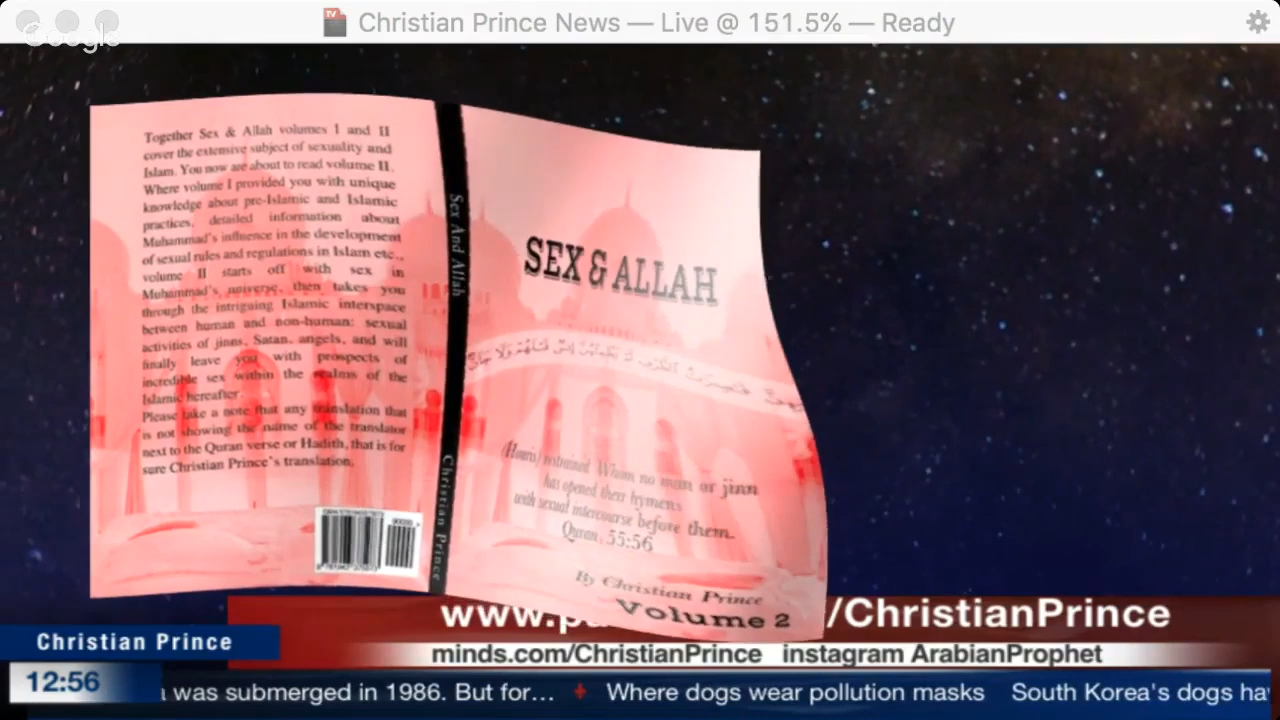 Christian Prince News — Live @ 151.5% — Ready
Google
Together Sex & Allah volumes I and II
cover the extensive subject of sexuality and
Islam. You now are about to read volume II.
Where volume I provided you with unique
knowledge about pre-Islamic and Islamic
practices, detailed information about
Muhammad's influence in the development
of sexual rules and regulations in Islam etc.,
volume II starts off with sex in
Muhammad's universe, then takes you
through the intriguing Islamic interspace
between human and non-human: sexual
activities of jinns, Satan, angels, and will
finally leave you with prospects of
incredible sex within the realms of the
Islamic hereafter.
Please take a note that any translation that
is not showing the name of the translator
next to the Quran verse or Hadith, that is for
sure Christian Prince's translation.
90000
Sex And Allah
Christian Prince
SEX & ALLAH
(Houris) restrained Whom no man or jinn
has opened their hymens
with sexual intercourse before them.
Quran, 55:56
By Christian Prince
Volume 2
www.pa /ChristianPrince
minds.com/ChristianPrince instagram ArabianProphet
Christian Prince
12:56
a was submerged in 1986. But for... Where dogs wear pollution masks South Korea's dogs ha